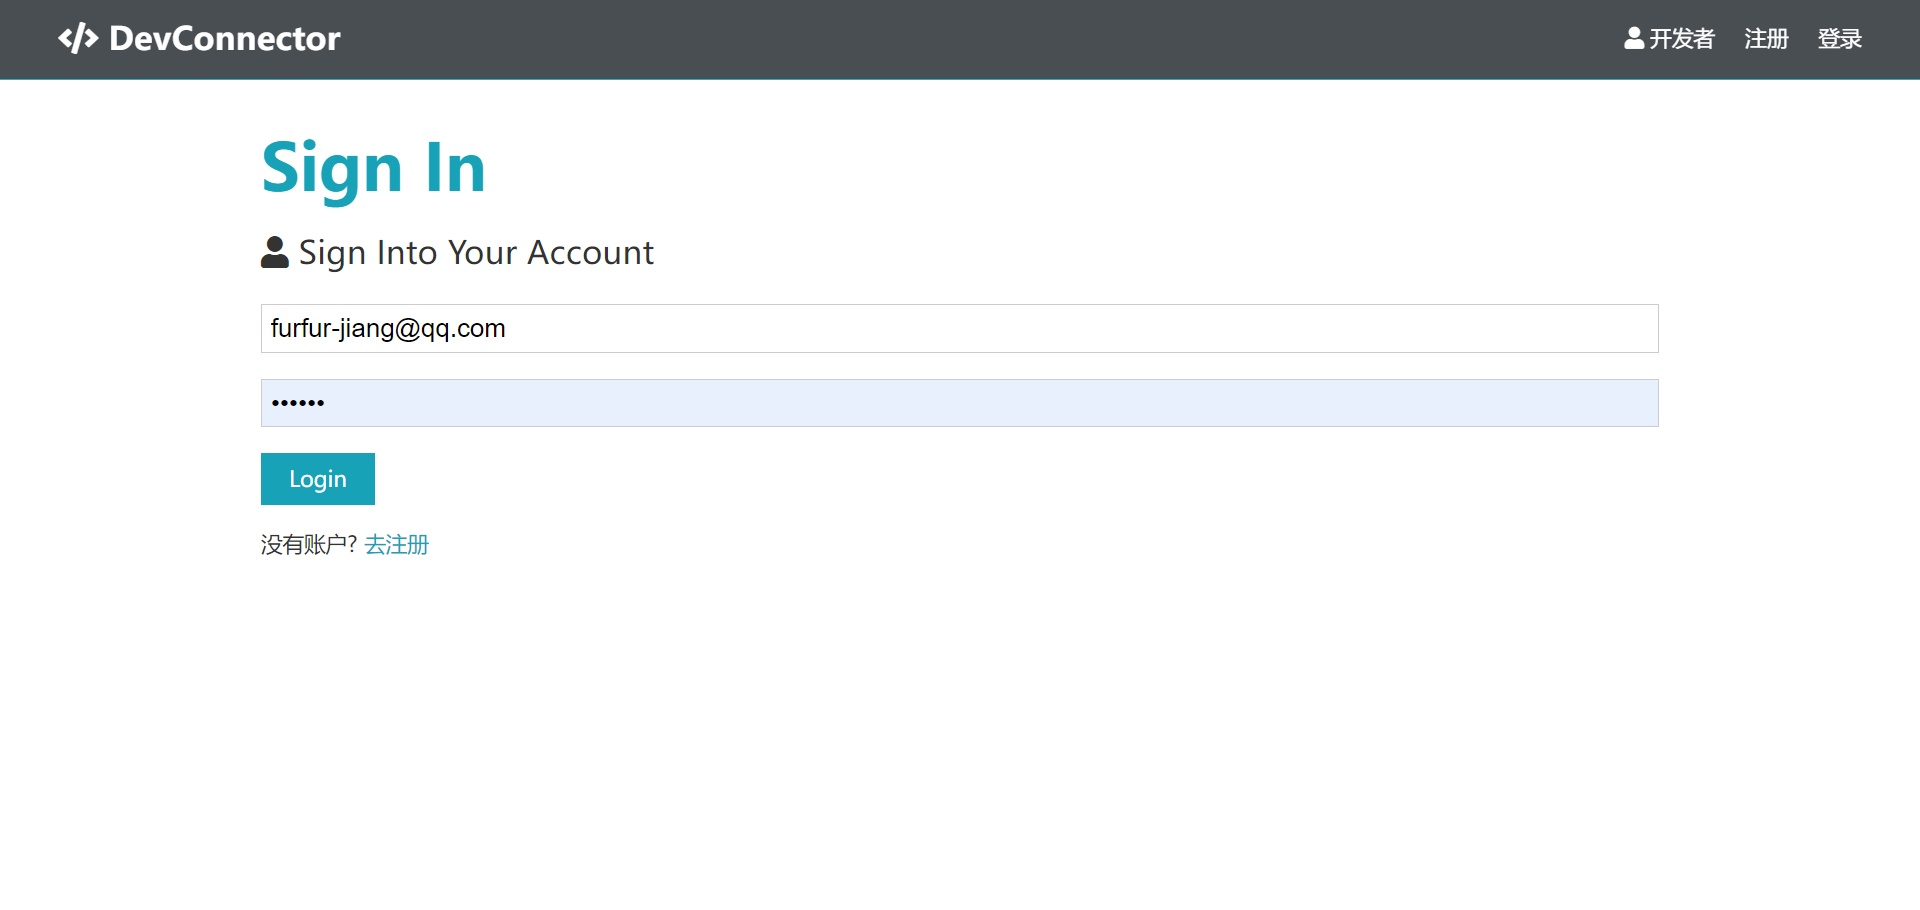 DevConnector
开发者 注册 登录
Sign In
Sign Into Your Account
furfur-jiang@qq.com
••••••
Login
没有账户? 去注册